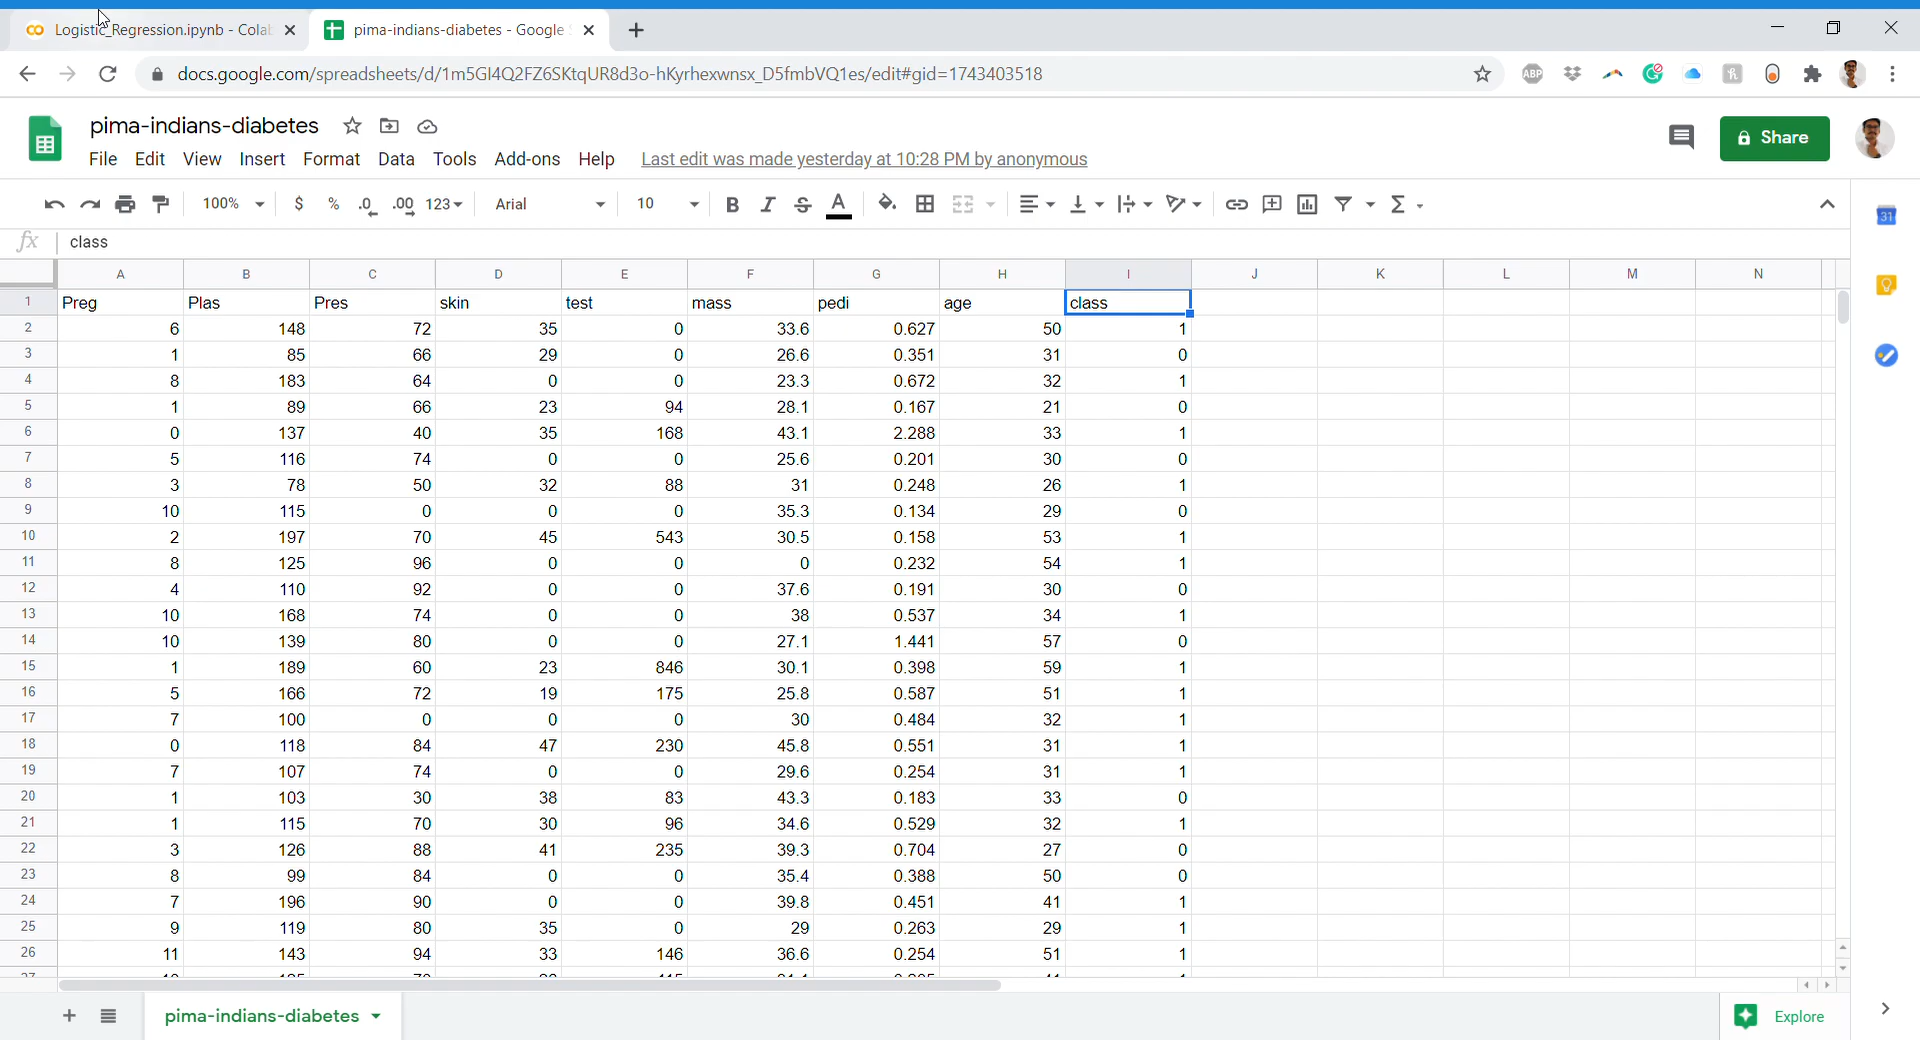 Logistic_Regression.ipynb - Cola
pima-indians-diabetes - Google
docs.google.com/spreadsheets/d/1m5GI4Q2FZ6SKtqUR8d3o-hKyrhexwnsx_D5fmbVQ1es/edit#gid=1743403518
ABP
pima-indians-diabetes
File Edit View Insert Format Data Tools Add-ons Help Last edit was made yesterday at 10:28 PM by anonymous
Share
100% $ % .0 .00 123 Arial 10 B I S A Σ
31
fx class
A B C D E F G H I J K L M N
1 Preg Plas Pres skin test mass pedi age class
2 6 148 72 35 0 33.6 0.627 50 1
3 1 85 66 29 0 26.6 0.351 31 0
4 8 183 64 0 0 23.3 0.672 32 1
5 1 89 66 23 94 28.1 0.167 21 0
6 0 137 40 35 168 43.1 2.288 33 1
7 5 116 74 0 0 25.6 0.201 30 0
8 3 78 50 32 88 31 0.248 26 1
9 10 115 0 0 0 35.3 0.134 29 0
10 2 197 70 45 543 30.5 0.158 53 1
11 8 125 96 0 0 0 0.232 54 1
12 4 110 92 0 0 37.6 0.191 30 0
13 10 168 74 0 0 38 0.537 34 1
14 10 139 80 0 0 27.1 1.441 57 0
15 1 189 60 23 846 30.1 0.398 59 1
16 5 166 72 19 175 25.8 0.587 51 1
17 7 100 0 0 0 30 0.484 32 1
18 0 118 84 47 230 45.8 0.551 31 1
19 7 107 74 0 0 29.6 0.254 31 1
20 1 103 30 38 83 43.3 0.183 33 0
21 1 115 70 30 96 34.6 0.529 32 1
22 3 126 88 41 235 39.3 0.704 27 0
23 8 99 84 0 0 35.4 0.388 50 0
24 7 196 90 0 0 39.8 0.451 41 1
25 9 119 80 35 0 29 0.263 29 1
26 11 143 94 33 146 36.6 0.254 51 1
pima-indians-diabetes
Explore